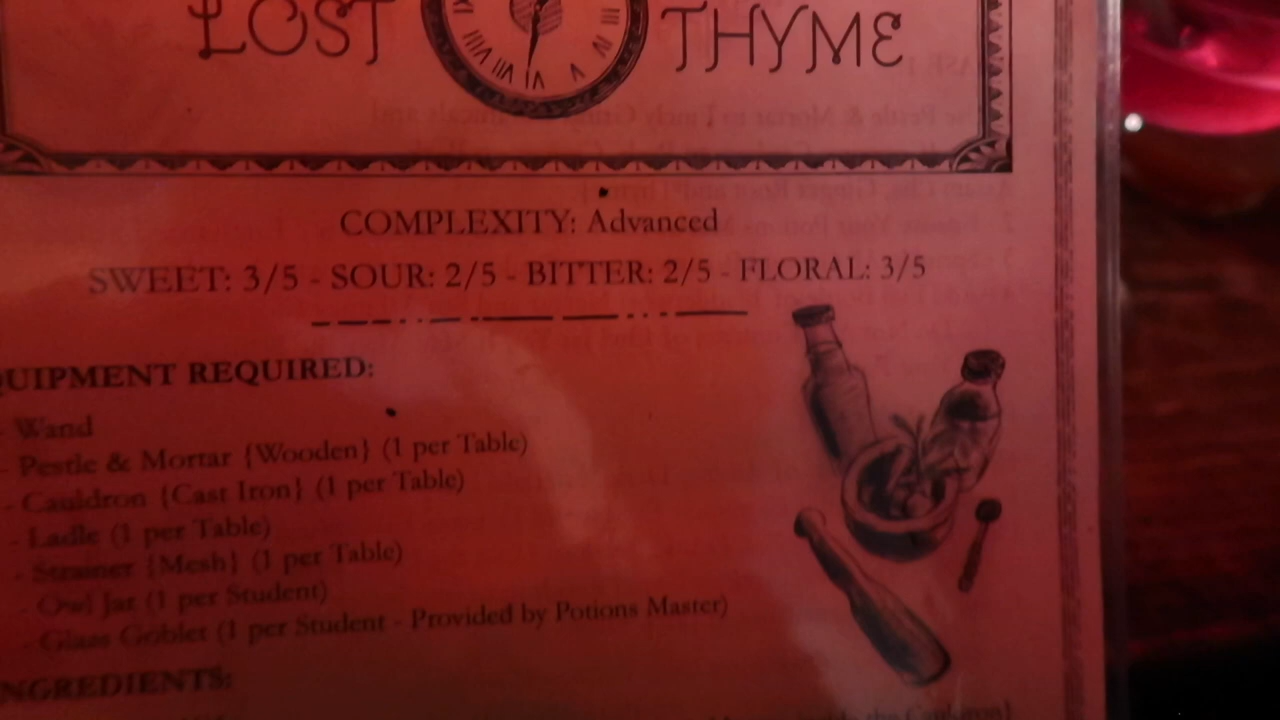 LOST THYME
COMPLEXITY: Advanced
SWEET: 3/5 - SOUR: 2/5 - BITTER: 2/5 - FLORAL: 3/5
QUIPMENT REQUIRED:
- Wand
- Pestle & Mortar {Wooden} (1 per Table)
- Cauldron {Cast Iron} (1 per Table)
- Ladle (1 per Table)
- Strainer {Mesh} (1 per Table)
- Owl Jar (1 per Student)
- Glass Goblet (1 per Student - Provided by Potions Master)
NGREDIENTS:
the Cauldron}